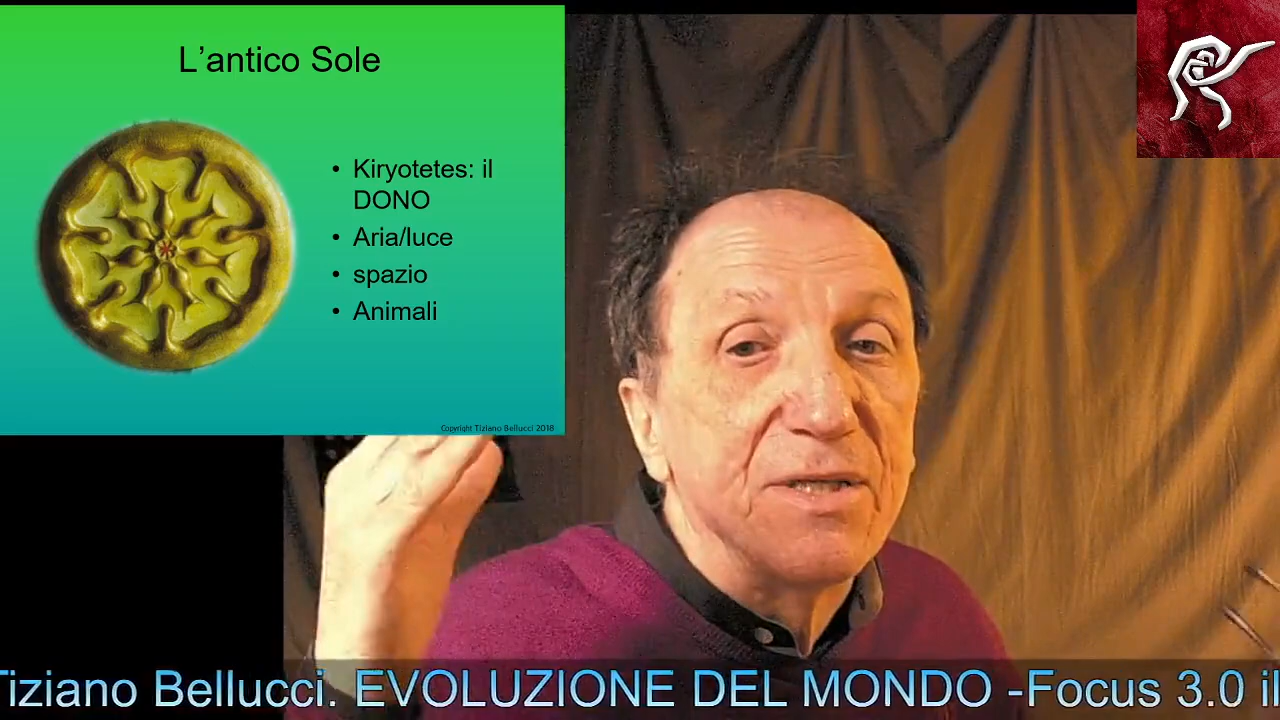 L’antico Sole
• Kiryotetes: il
DONO
• Aria/luce
• spazio
• Animali
Copyright Tiziano Bellucci 2018
Tiziano Bellucci. EVOLUZIONE DEL MONDO -Focus 3.0 il